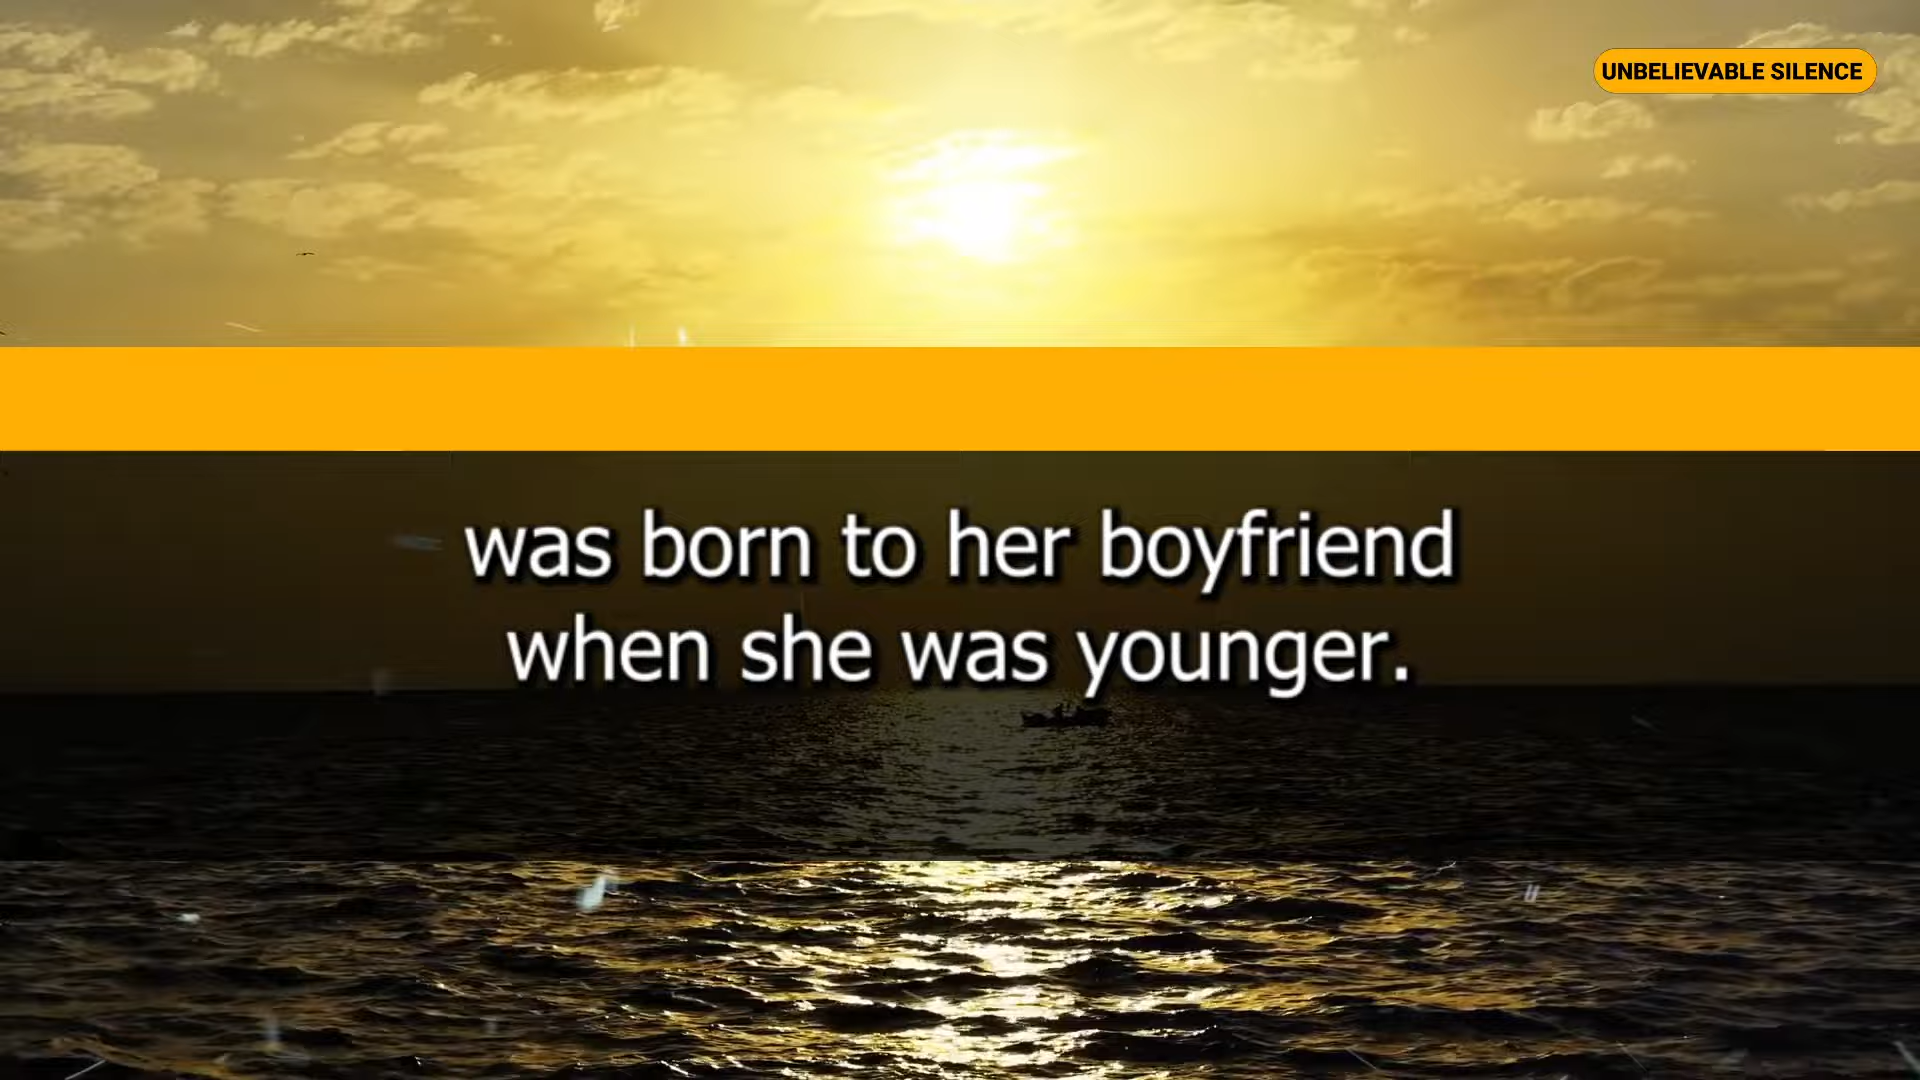 UNBELIEVABLE SILENCE
was born to her boyfriend
when she was younger.